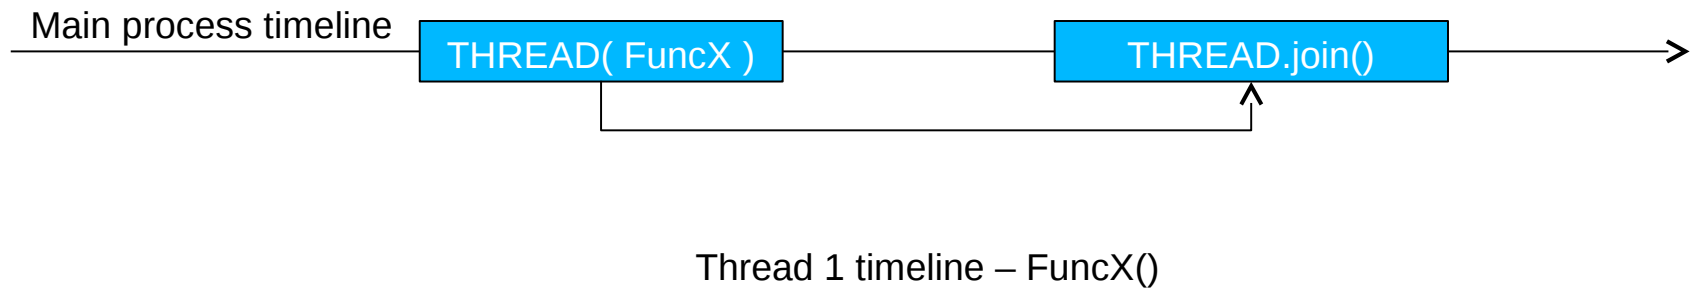 Main process timeline
THREAD( FuncX )
THREAD.join()
Thread 1 timeline – FuncX()